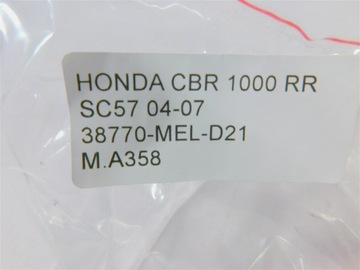 HONDA CBR 1000 RR
SC57 04-07
38770-MEL-D21
M.A358